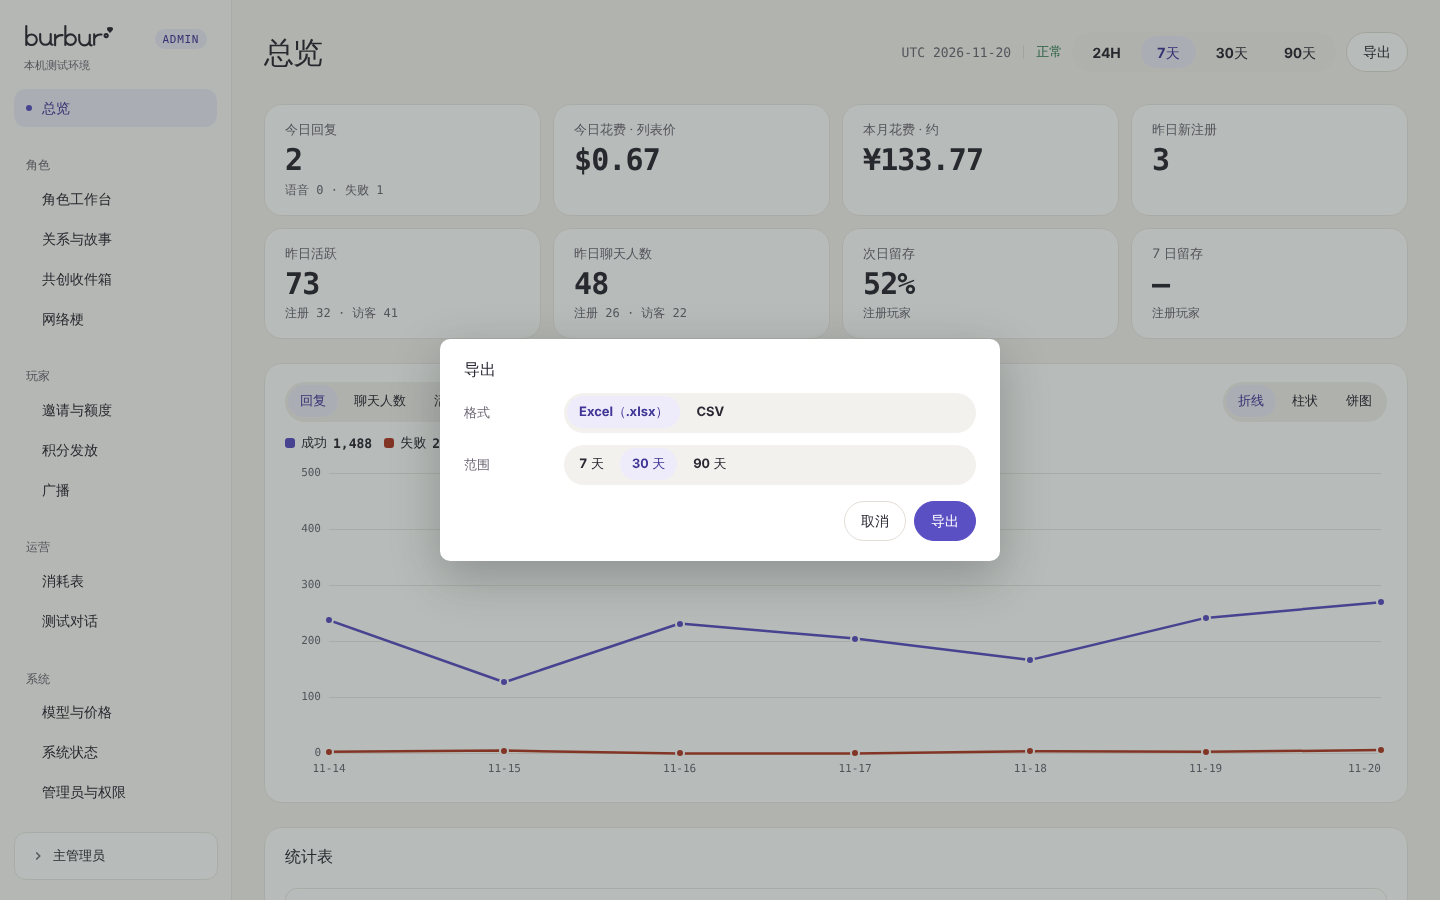 burbur
ADMIN
本机测试环境
总览
角色
角色工作台
关系与故事
共创收件箱
网络梗
玩家
邀请与额度
积分发放
广播
运营
消耗表
测试对话
系统
模型与价格
系统状态
管理员与权限
主管理员
总览
UTC 2026-11-20
正常
24H 7天 30天 90天
导出
今日回复
2
语音 0 · 失败 1
今日花费 · 列表价
$0.67
本月花费 · 约
¥133.77
昨日新注册
3
昨日活跃
73
注册 32 · 访客 41
昨日聊天人数
48
注册 26 · 访客 22
次日留存
52%
注册玩家
7 日留存
—
注册玩家
回复 聊天人数
折线 柱状 饼图
成功 1,488 失败 2
500
400
300
200
100
0
11-14 11-15 11-16 11-17 11-18 11-19 11-20
导出
格式
Excel（.xlsx） CSV
范围
7 天 30 天 90 天
取消 导出
统计表